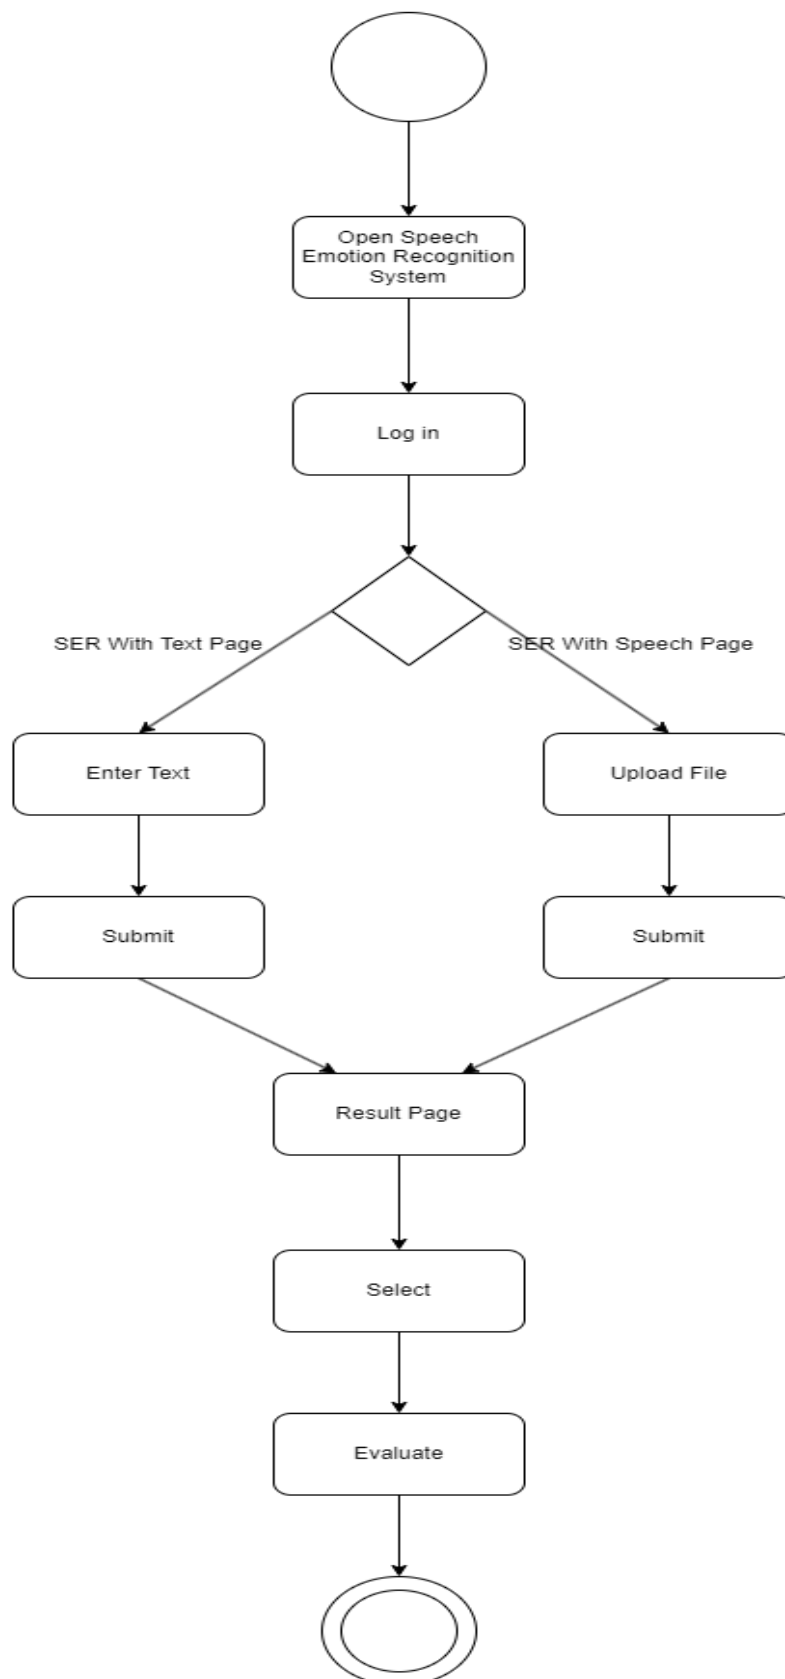 Open Speech
Emotion Recognition
System
Log in
SER With Text Page
SER With Speech Page
Enter Text
Upload File
Submit
Submit
Result Page
Select
Evaluate